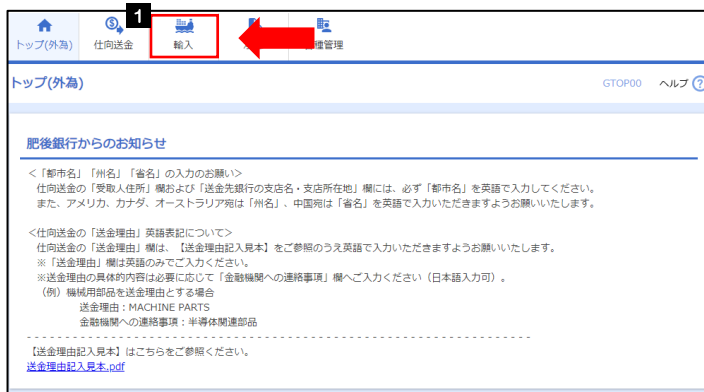 1
トップ(外為) 仕向送金 輸入 管理
トップ(外為) GTOP00 ヘルプ ?
肥後銀行からのお知らせ
＜「都市名」「州名」「省名」の入力のお願い＞
仕向送金の「受取人住所」欄および「送金先銀行の支店名・支店所在地」欄には、必ず「都市名」を英語で入力してください。
また、アメリカ、カナダ、オーストラリア宛は「州名」、中国宛は「省名」を英語で入力いただきますようお願いいたします。
＜仕向送金の「送金理由」英語表記について＞
仕向送金の「送金理由」欄は、【送金理由記入見本】をご参照のうえ英語で入力いただきますようお願いいたします。
※「送金理由」欄は英語のみでご入力ください。
※送金理由の具体的内容は必要に応じて「金融機関への連絡事項」欄へご入力ください（日本語入力可）。
（例）機械用部品を送金理由とする場合
送金理由：MACHINE PARTS
金融機関への連絡事項：半導体関連部品
【送金理由記入見本】はこちらをご参照ください。
送金理由記入見本.pdf